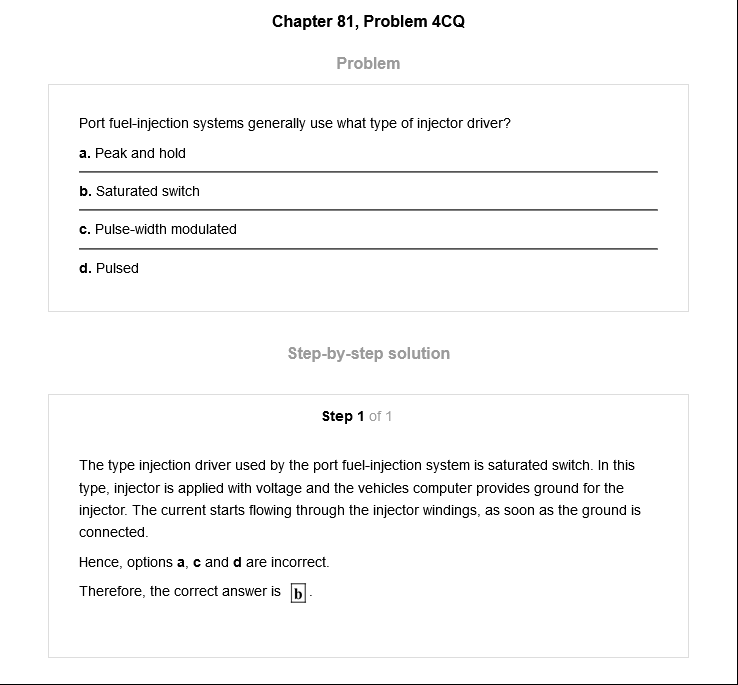 Chapter 81, Problem 4CQ
Problem
Port fuel-injection systems generally use what type of injector driver?
a. Peak and hold
b. Saturated switch
c. Pulse-width modulated
d. Pulsed
Step-by-step solution
Step 1 of 1
The type injection driver used by the port fuel-injection system is saturated switch. In this
type, injector is applied with voltage and the vehicles computer provides ground for the
injector. The current starts flowing through the injector windings, as soon as the ground is
connected.
Hence, options a, c and d are incorrect.
Therefore, the correct answer is b.